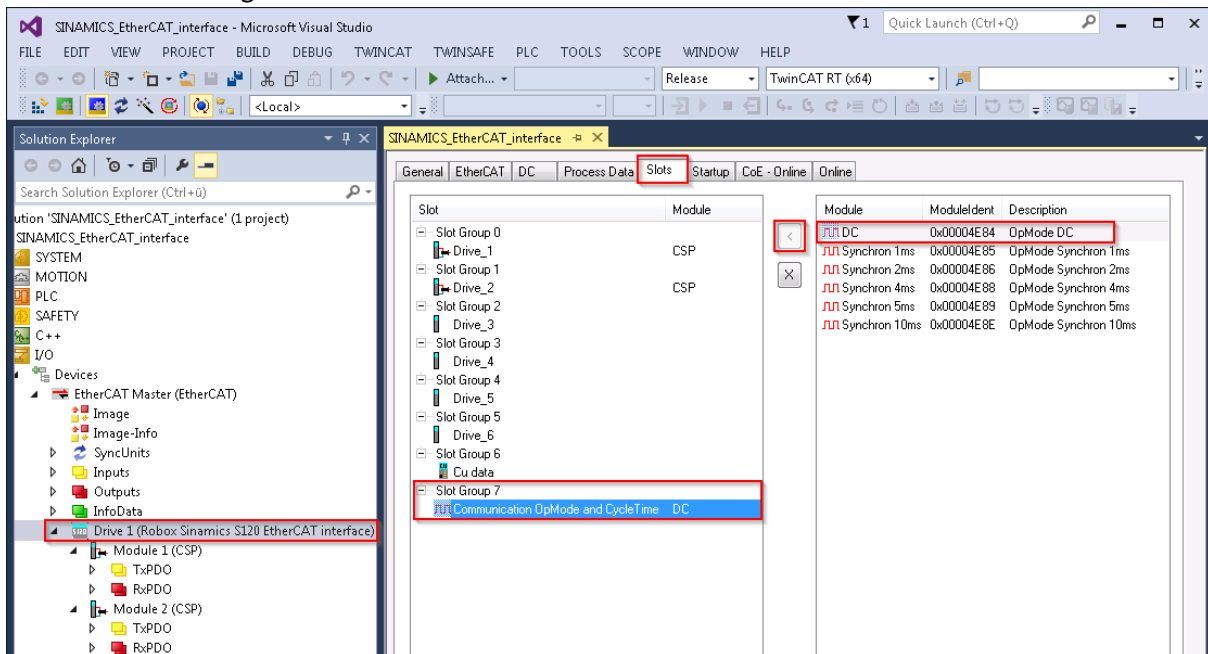 SINAMICS_EtherCAT_interface - Microsoft Visual Studio
1
Quick Launch (Ctrl+Q)
FILE EDIT VIEW PROJECT BUILD DEBUG TWINCAT TWINSAFE PLC TOOLS SCOPE WINDOW HELP
Attach... Release TwinCAT RT (x64)
<Local>
Solution Explorer
Search Solution Explorer (Ctrl+ü)
ution 'SINAMICS_EtherCAT_interface' (1 project)
SINAMICS_EtherCAT_interface
SYSTEM
MOTION
PLC
SAFETY
C++
I/O
Devices
EtherCAT Master (EtherCAT)
Image
Image-Info
SyncUnits
Inputs
Outputs
InfoData
Drive 1 (Robox Sinamics S120 EtherCAT interface)
Module 1 (CSP)
TxPDO
RxPDO
Module 2 (CSP)
TxPDO
RxPDO
SINAMICS_EtherCAT_interface
General EtherCAT DC Process Data Slots Startup CoE - Online Online
Slot Module
Slot Group 0
Drive_1 CSP
Slot Group 1
Drive_2 CSP
Slot Group 2
Drive_3
Slot Group 3
Drive_4
Slot Group 4
Drive_5
Slot Group 5
Drive_6
Slot Group 6
Cu data
Slot Group 7
Communication OpMode and CycleTime DC
<
X
Module ModuleIdent Description
DC 0x00004E84 OpMode DC
Synchron 1ms 0x00004E85 OpMode Synchron 1ms
Synchron 2ms 0x00004E86 OpMode Synchron 2ms
Synchron 4ms 0x00004E88 OpMode Synchron 4ms
Synchron 5ms 0x00004E89 OpMode Synchron 5ms
Synchron 10ms 0x00004E8E OpMode Synchron 10ms